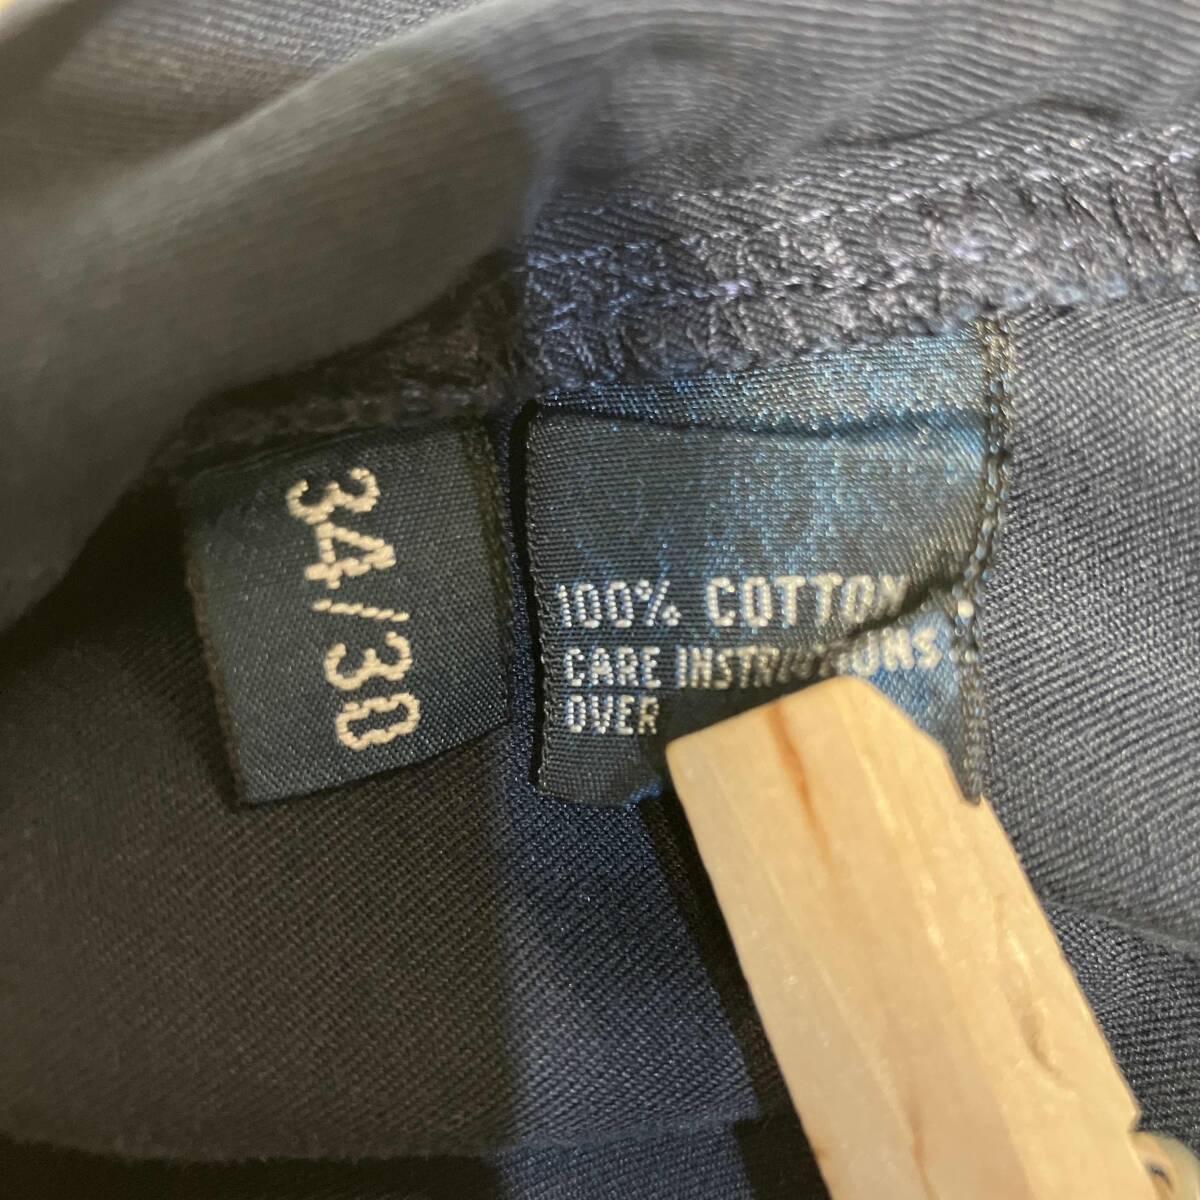 34/30
100% COTTON
CARE INSTRUCTIONS
OVER